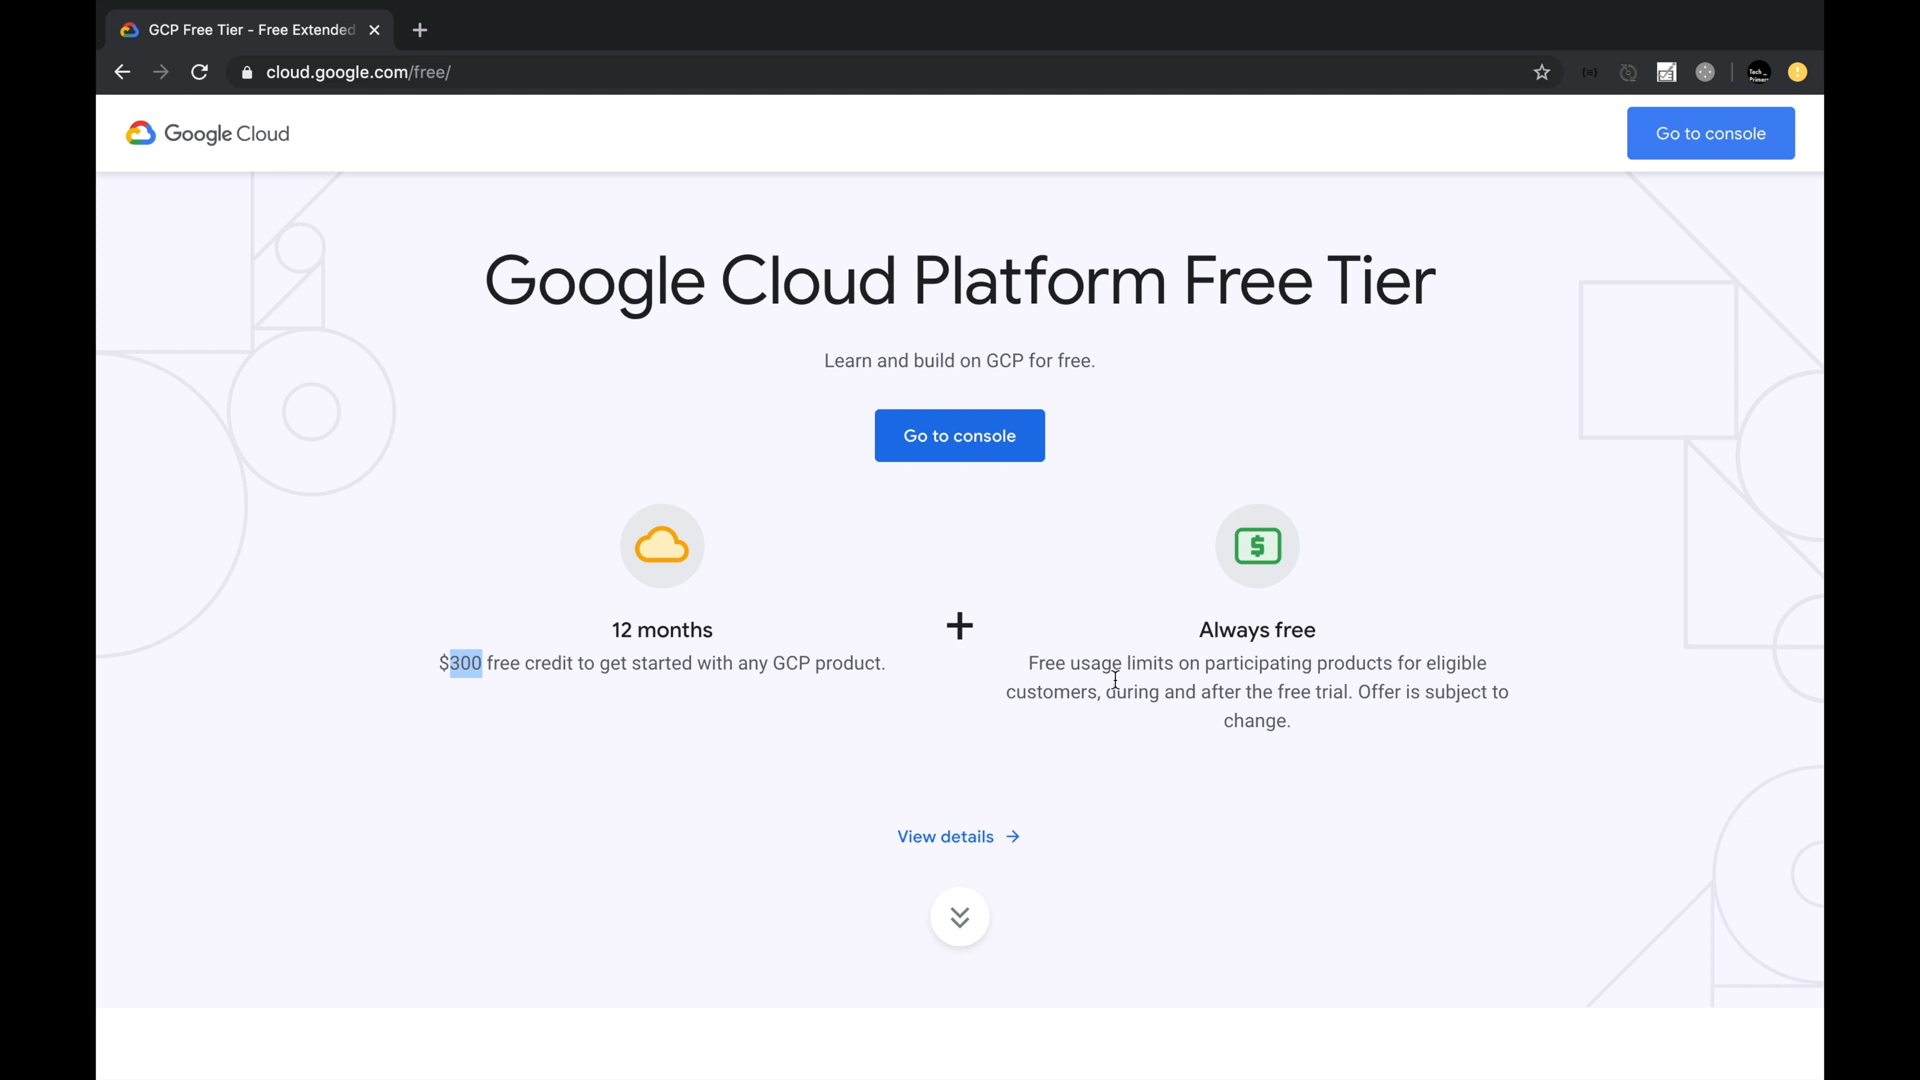 GCP Free Tier - Free Extended
cloud.google.com/free/
Tech_
Google Cloud
Go to console
Google Cloud Platform Free Tier
Learn and build on GCP for free.
Go to console
12 months
$300 free credit to get started with any GCP product.
+
Always free
Free usage limits on participating products for eligible
customers, during and after the free trial. Offer is subject to
change.
View details →